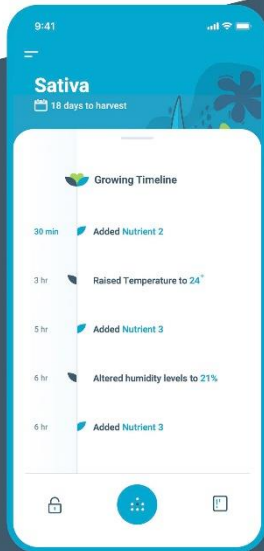 9:41
Sativa
18 days to harvest
Growing Timeline
30 min Added Nutrient 2
3 hr Raised Temperature to 24°
5 hr Added Nutrient 3
6 hr Altered humidity levels to 21%
6 hr Added Nutrient 3